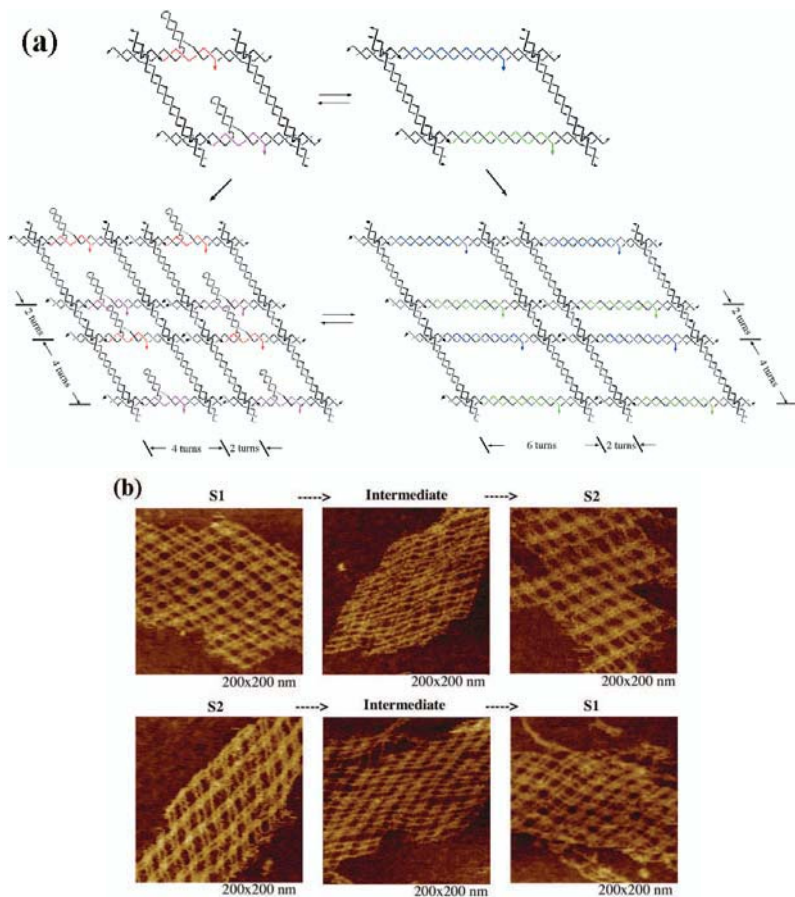 (a)
2 turns
4 turns
4 turns
2 turns
2 turns
4 turns
6 turns
2 turns
(b)
S1 -----> Intermediate -----> S2
200x200 nm
200x200 nm
200x200 nm
S2 -----> Intermediate -----> S1
200x200 nm
200x200 nm
200x200 nm